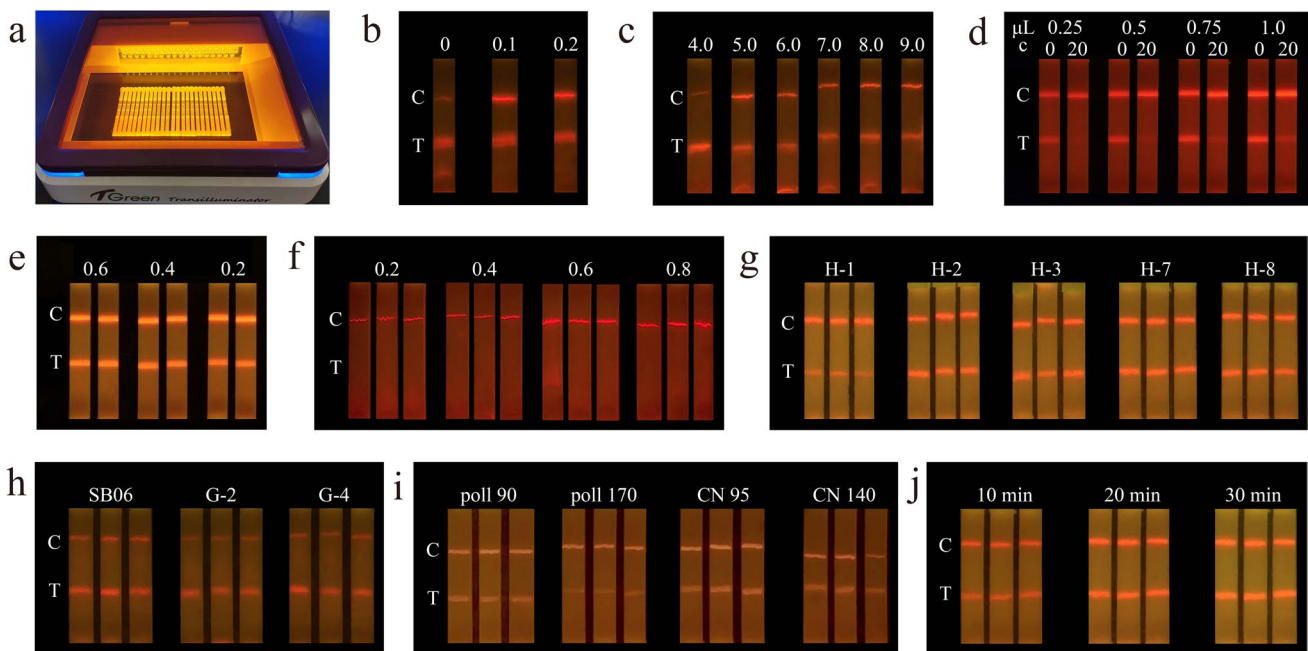 a
TGreen Transilluminator
b
0 0.1 0.2
C
T
c
4.0 5.0 6.0 7.0 8.0 9.0
C
T
d
μL 0.25 0.5 0.75 1.0
c 0 20 0 20 0 20 0 20
C
T
e
0.6 0.4 0.2
C
T
f
0.2 0.4 0.6 0.8
C
T
g
H-1 H-2 H-3 H-7 H-8
C
T
h
SB06 G-2 G-4
C
T
i
poll 90 poll 170 CN 95 CN 140
C
T
j
10 min 20 min 30 min
C
T